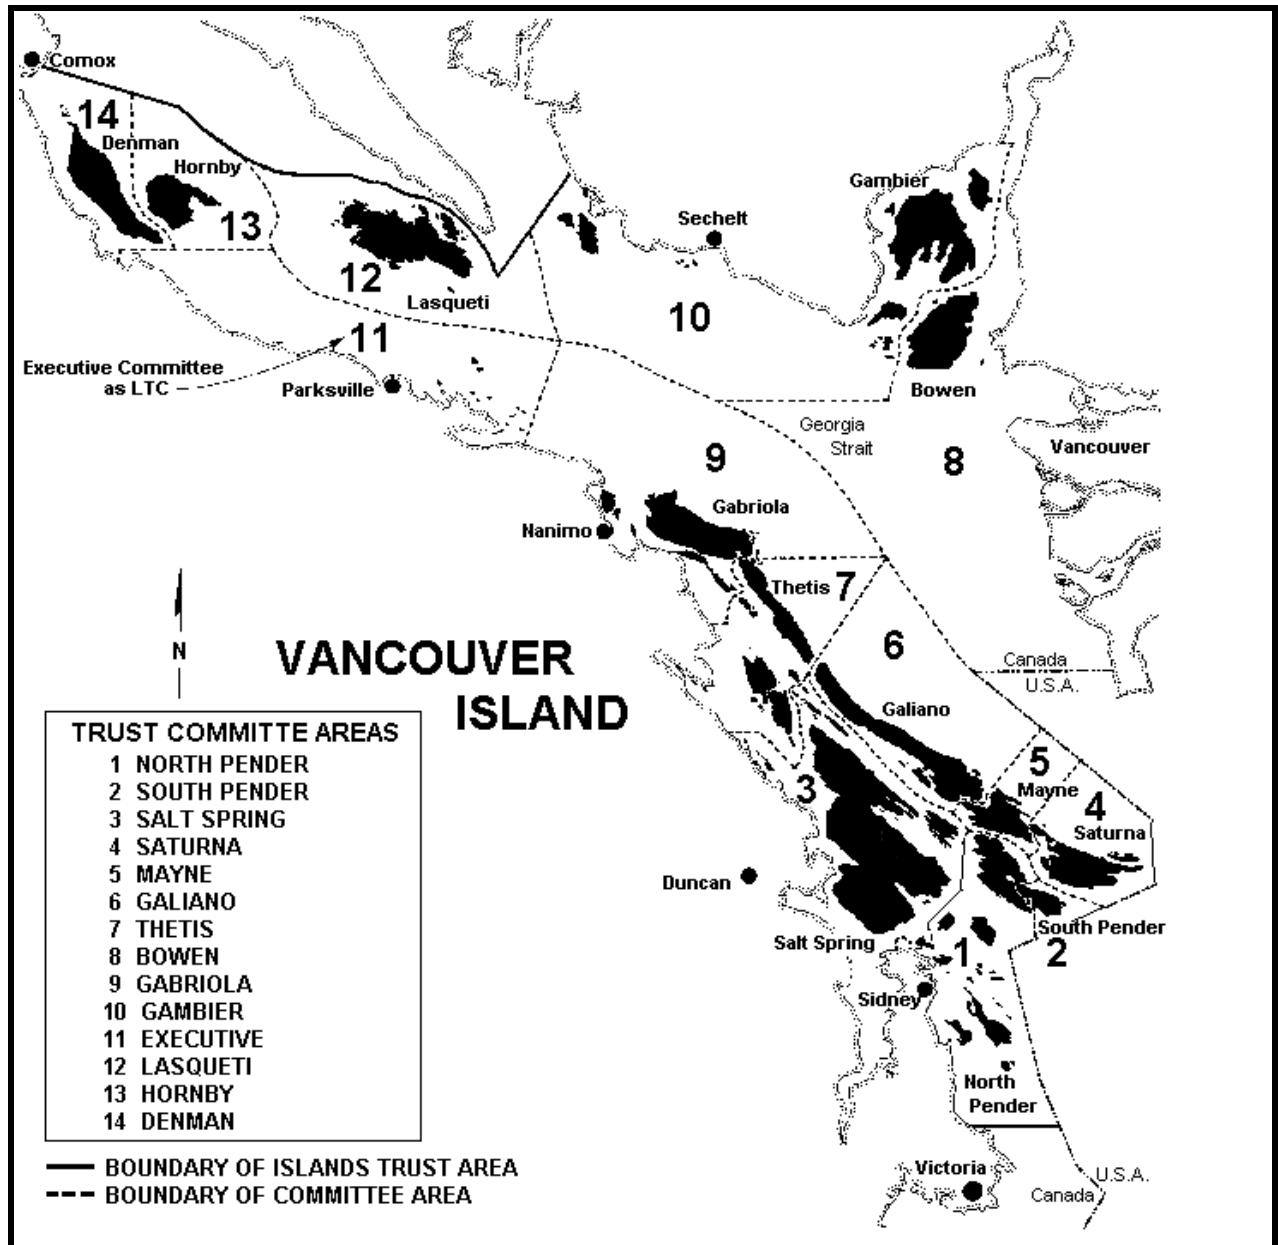 Comox
14
Denman
Hornby
13
Gambier
Sechelt
12
Lasqueti
10
11
Executive Committee
as LTC
Parksville
Bowen
Georgia
Strait
Vancouver
9
8
Gabriola
Nanimo
Thetis 7
6
N
VANCOUVER
ISLAND
Canada
U.S.A.
Galiano
5
Mayne
3
4
Saturna
Duncan
South Pender
Salt Spring
1
2
Sidney
North
Pender
Victoria
U.S.A.
Canada
TRUST COMMITTE AREAS
1 NORTH PENDER
2 SOUTH PENDER
3 SALT SPRING
4 SATURNA
5 MAYNE
6 GALIANO
7 THETIS
8 BOWEN
9 GABRIOLA
10 GAMBIER
11 EXECUTIVE
12 LASQUETI
13 HORNBY
14 DENMAN
BOUNDARY OF ISLANDS TRUST AREA
BOUNDARY OF COMMITTEE AREA